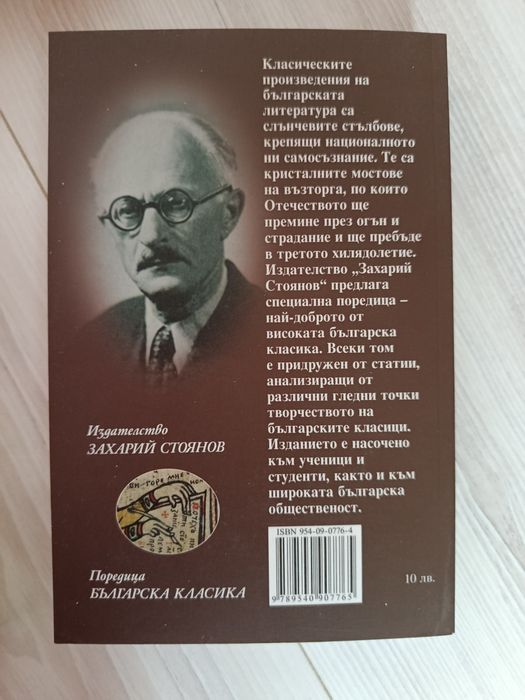 Класическите
произведения на
българската
литература са
слънчевите стълбове,
крепящи националното
ни самосъзнание. Те са
кристалните мостове
на възторга, по които
Отечеството ще
премине през огън и
страдание и ще пребъде
в третото хилядолетие.
Издателство „Захарий
Стоянов“ предлага
специална поредица –
най-доброто от
високата българска
класика. Всеки том
е придружен от статии,
анализиращи от
различни гледни точки
творчеството на
българските класици.
Изданието е насочено
към ученици и
студенти, както и към
широката българска
общественост.
Издателство
ЗАХАРИЙ СТОЯНОВ
Поредица
БЪЛГАРСКА КЛАСИКА
ISBN 954-09-0776-4
9 789540 907765
10 лв.